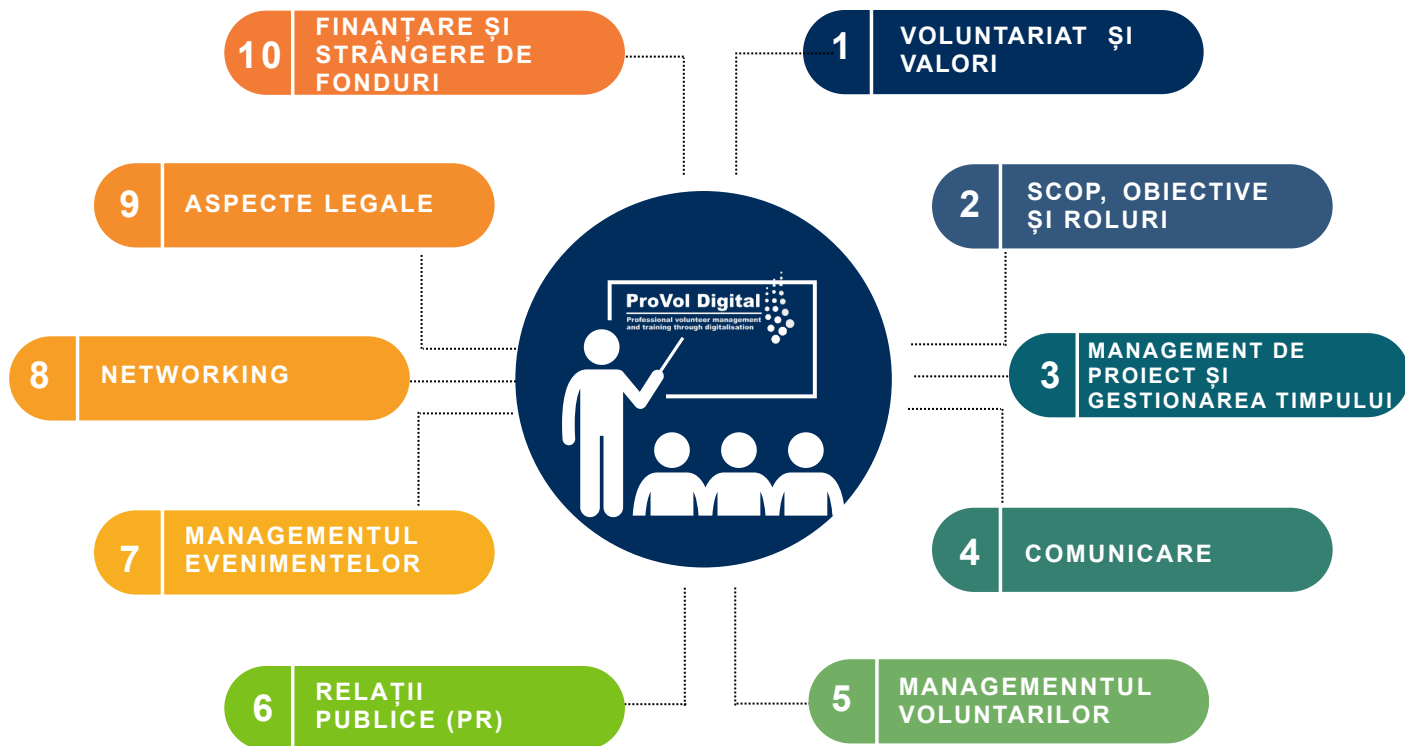 1
VOLUNTARIAT ȘI
VALORI
2
SCOP, OBIECTIVE
ȘI ROLURI
3
MANAGEMENT DE
PROIECT ȘI
GESTIONAREA TIMPULUI
4
COMUNICARE
5
MANAGEMENNTUL
VOLUNTARILOR
6
RELAȚII
PUBLICE (PR)
7
MANAGEMENTUL
EVENIMENTELOR
8
NETWORKING
9
ASPECTE LEGALE
10
FINANȚARE ȘI
STRÂNGERE DE
FONDURI
ProVol Digital
Professional volunteer management
and training through digitalisation